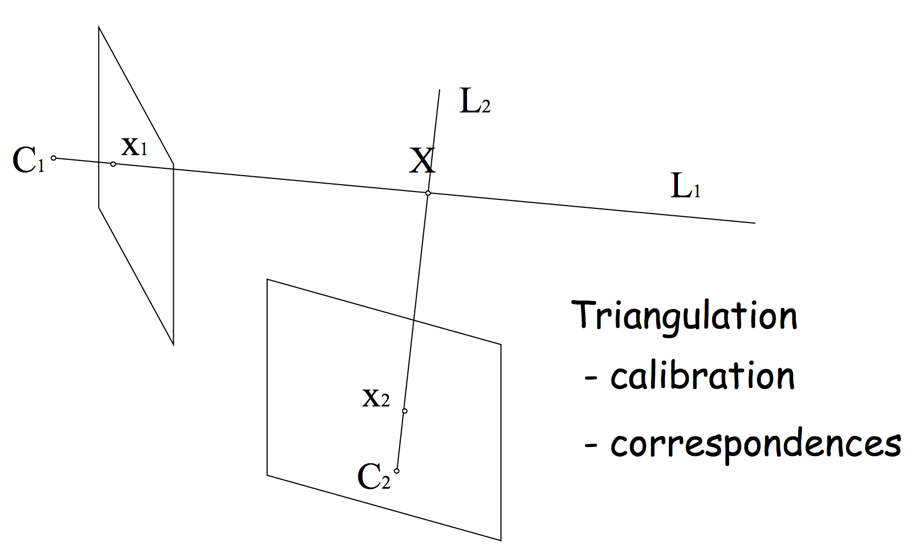 L2
C1
x1
X
L1
Triangulation
- calibration
x2
- correspondences
C2